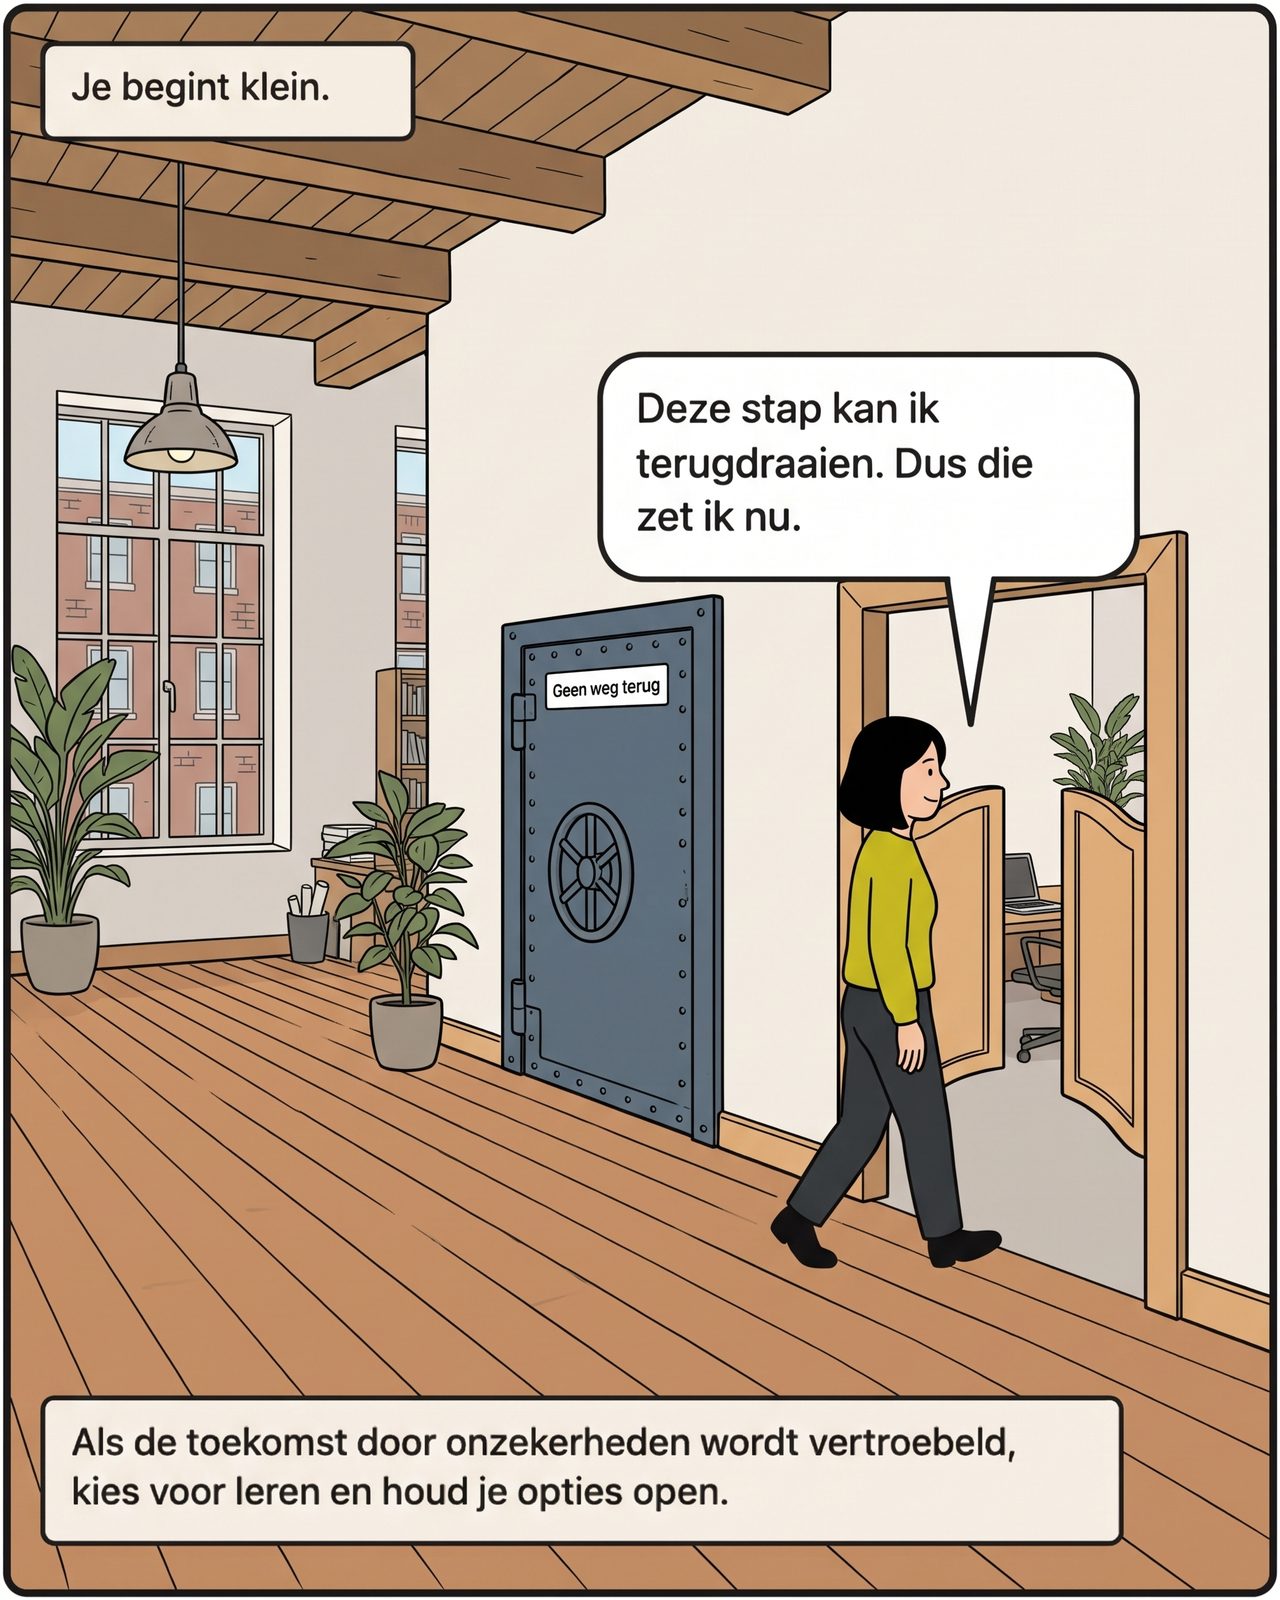 Je begint klein.
Deze stap kan ik
terugdraaien. Dus die
zet ik nu.
Geen weg terug
Als de toekomst door onzekerheden wordt vertroebeld,
kies voor leren en houd je opties open.